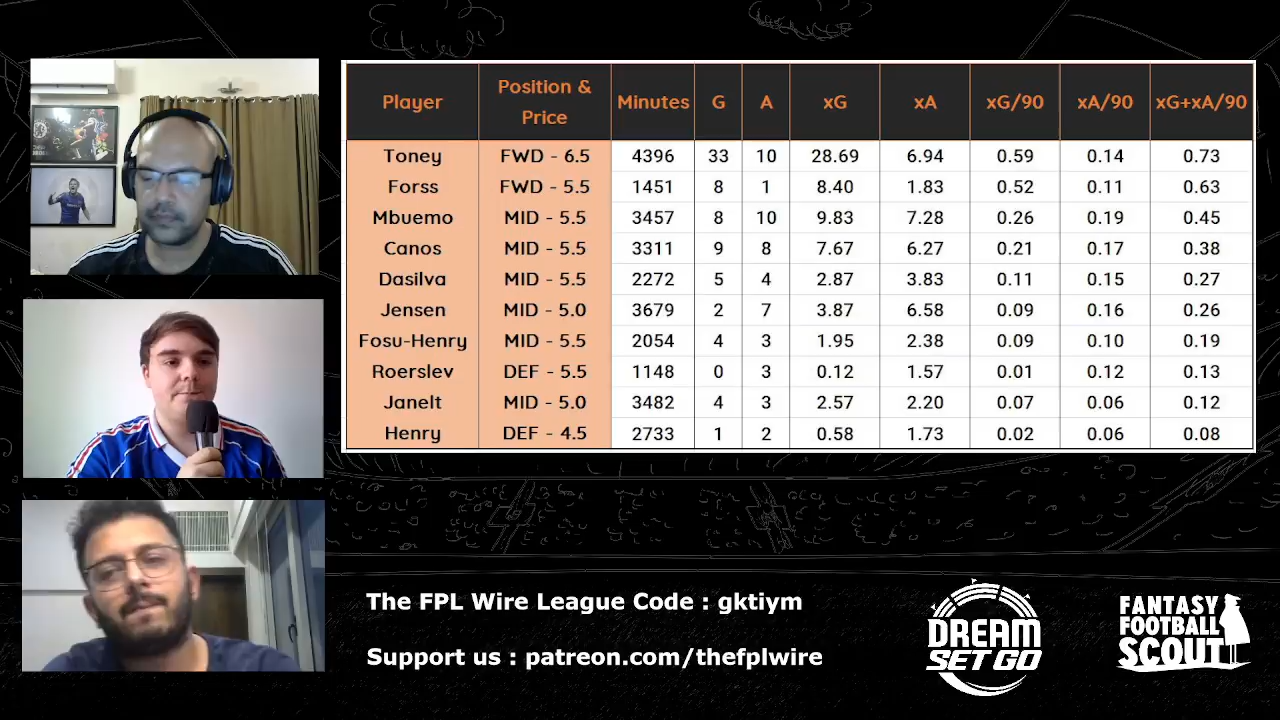 Player Position & Price Minutes G A xG xA xG/90 xA/90 xG+xA/90
Toney FWD - 6.5 4396 33 10 28.69 6.94 0.59 0.14 0.73
Forss FWD - 5.5 1451 8 1 8.40 1.83 0.52 0.11 0.63
Mbuemo MID - 5.5 3457 8 10 9.83 7.28 0.26 0.19 0.45
Canos MID - 5.5 3311 9 8 7.67 6.27 0.21 0.17 0.38
Dasilva MID - 5.5 2272 5 4 2.87 3.83 0.11 0.15 0.27
Jensen MID - 5.0 3679 2 7 3.87 6.58 0.09 0.16 0.26
Fosu-Henry MID - 5.5 2054 4 3 1.95 2.38 0.09 0.10 0.19
Roerslev DEF - 5.5 1148 0 3 0.12 1.57 0.01 0.12 0.13
Janelt MID - 5.0 3482 4 3 2.57 2.20 0.07 0.06 0.12
Henry DEF - 4.5 2733 1 2 0.58 1.73 0.02 0.06 0.08
The FPL Wire League Code : gktiym
Support us : patreon.com/thefplwire
DREAM
SET GO
FANTASY
FOOTBALL
SCOUT